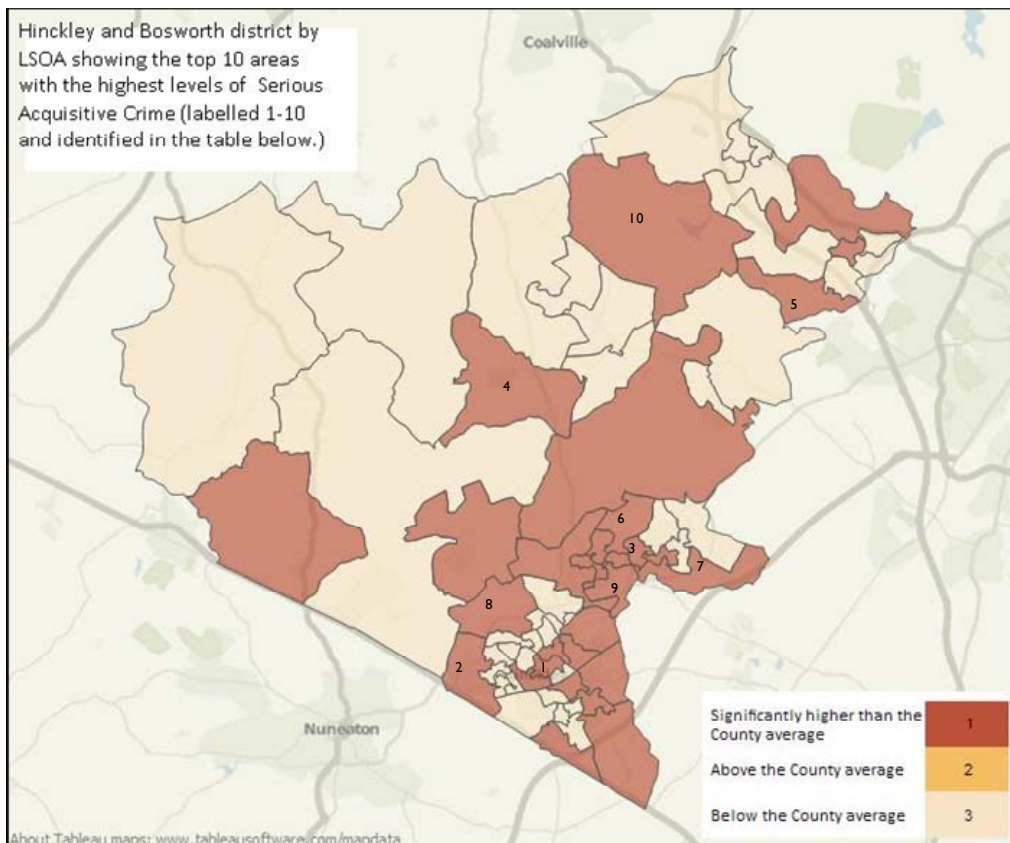 Hinckley and Bosworth district by
LSOA showing the top 10 areas
with the highest levels of Serious
Acquisitive Crime (labelled 1-10
and identified in the table below.)
Coalville
10
5
4
6
3
7
9
8
2
1
Nuneaton
Significantly higher than the
County average
1
Above the County average
2
Below the County average
3
About Tableau maps: www.tableausoftware.com/mapdata